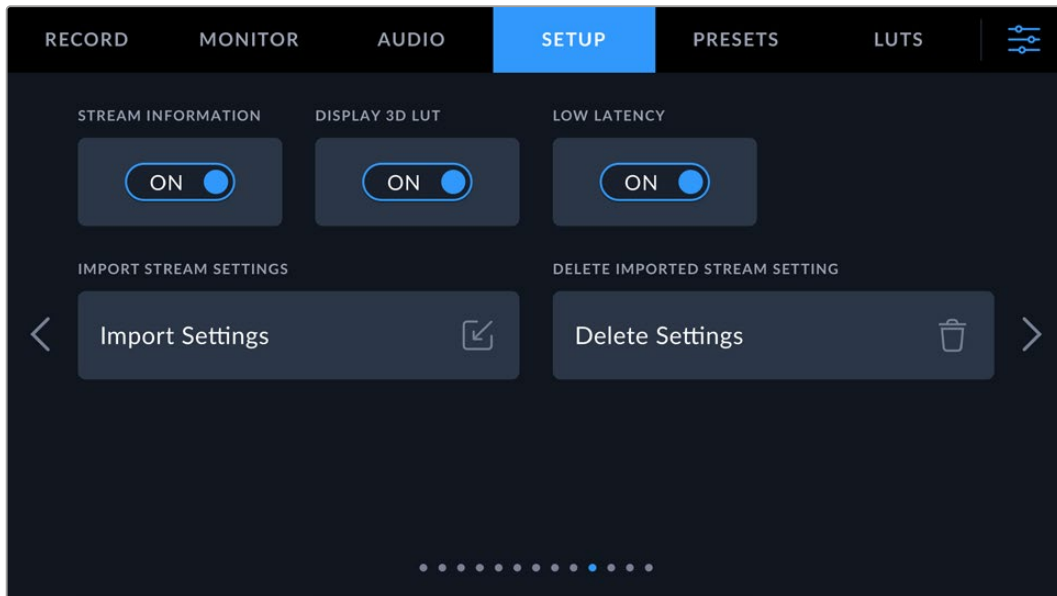 RECORD MONITOR AUDIO SETUP PRESETS LUTS
STREAM INFORMATION DISPLAY 3D LUT LOW LATENCY
ON ON ON
IMPORT STREAM SETTINGS DELETE IMPORTED STREAM SETTING
Import Settings Delete Settings